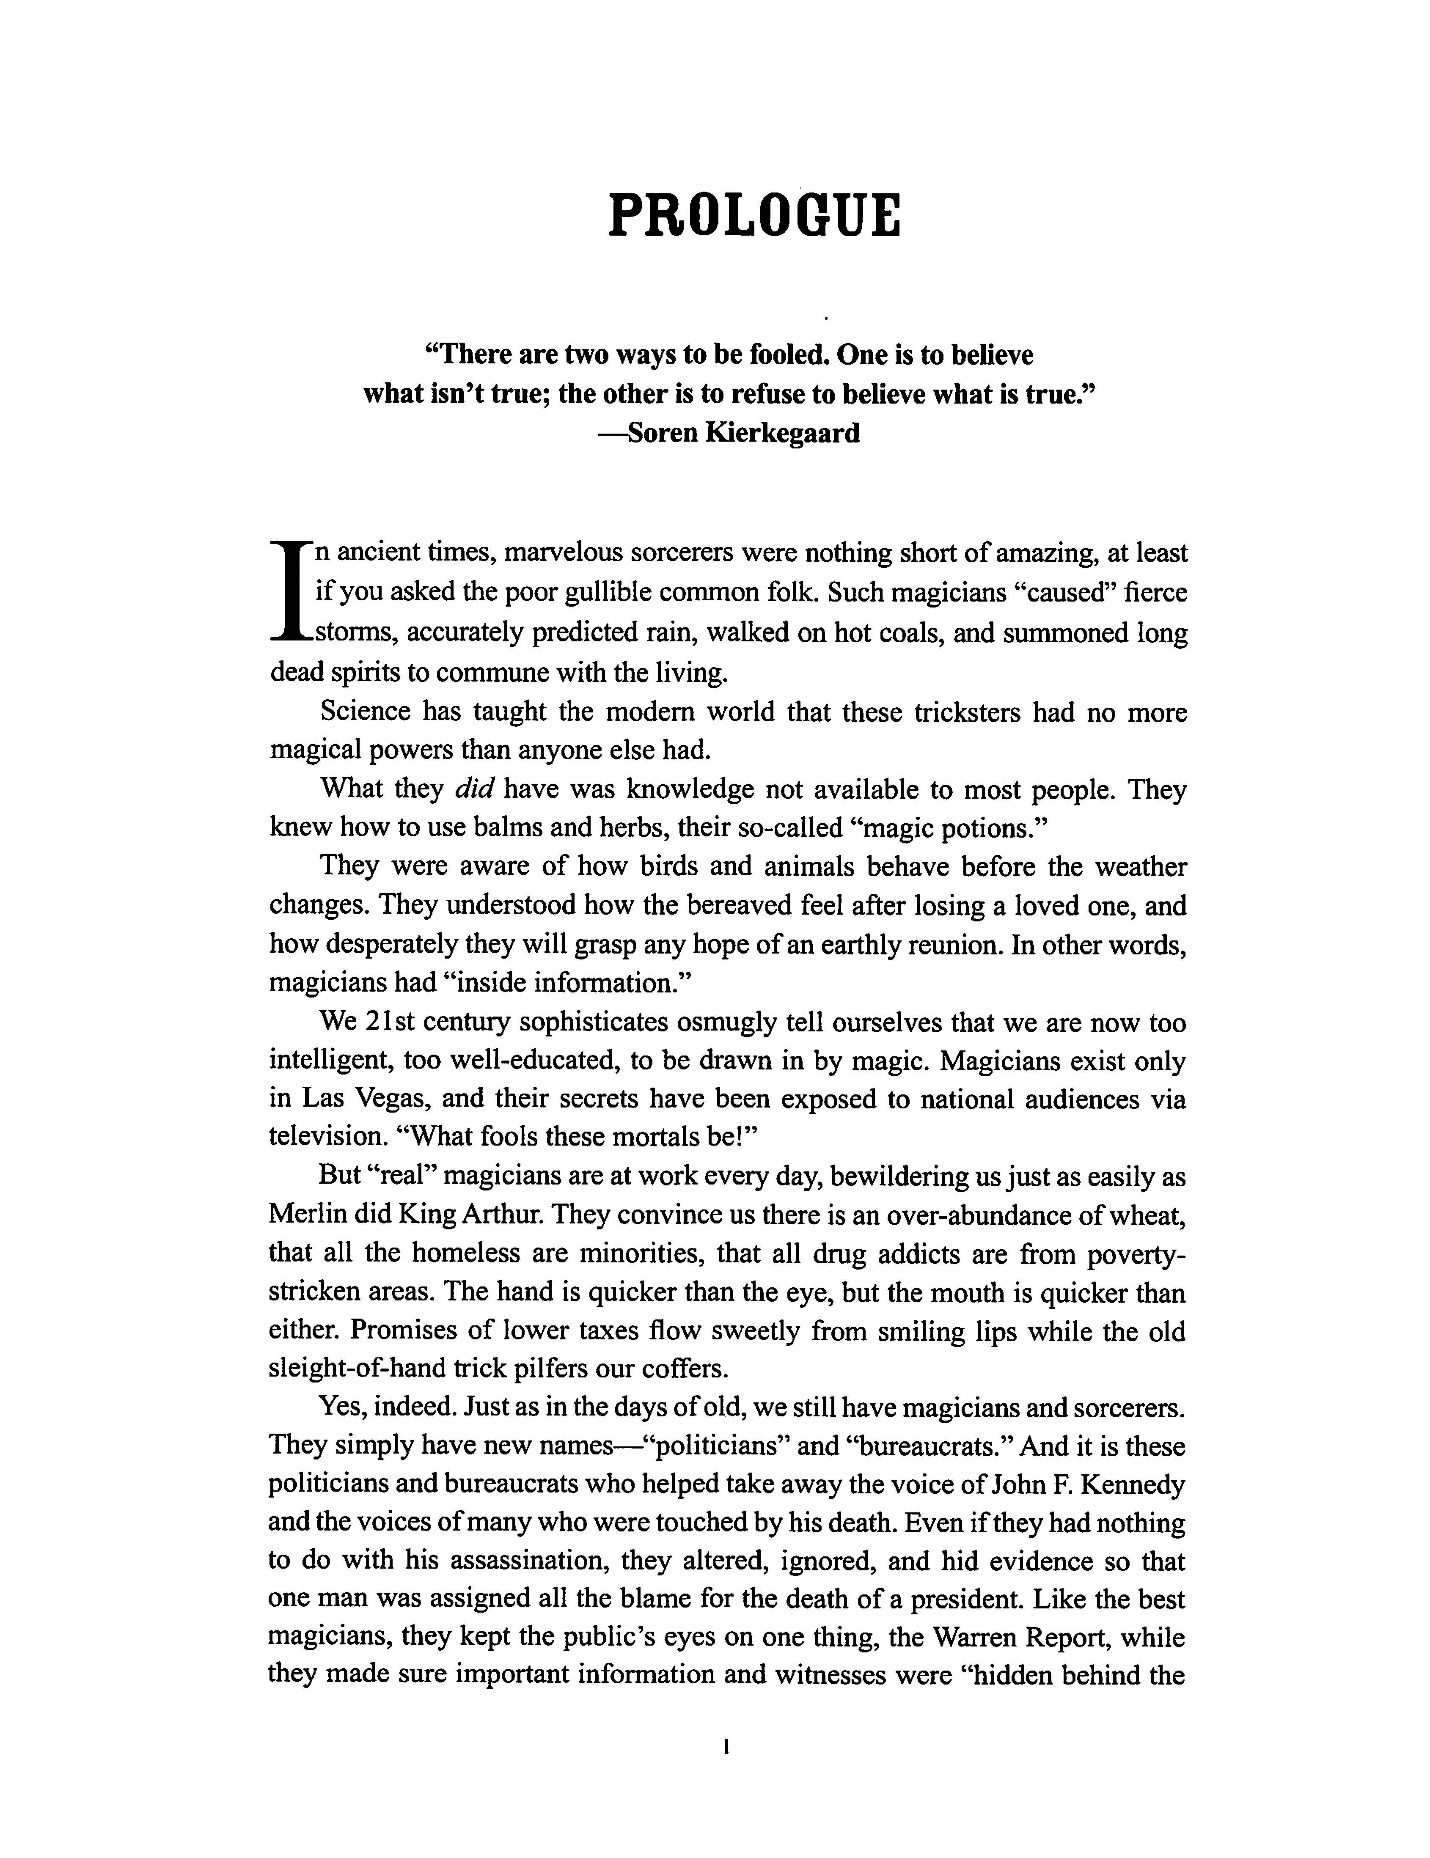 PROLOGUE
“There are two ways to be fooled. One is to believe
what isn’t true; the other is to refuse to believe what is true.”
—Soren Kierkegaard
In ancient times, marvelous sorcerers were nothing short of amazing, at least
if you asked the poor gullible common folk. Such magicians “caused” fierce
storms, accurately predicted rain, walked on hot coals, and summoned long
dead spirits to commune with the living.
Science has taught the modern world that these tricksters had no more
magical powers than anyone else had.
What they did have was knowledge not available to most people. They
knew how to use balms and herbs, their so-called “magic potions.”
They were aware of how birds and animals behave before the weather
changes. They understood how the bereaved feel after losing a loved one, and
how desperately they will grasp any hope of an earthly reunion. In other words,
magicians had “inside information.”
We 21st century sophisticates osmugly tell ourselves that we are now too
intelligent, too well-educated, to be drawn in by magic. Magicians exist only
in Las Vegas, and their secrets have been exposed to national audiences via
television. “What fools these mortals be!”
But “real” magicians are at work every day, bewildering us just as easily as
Merlin did King Arthur. They convince us there is an over-abundance of wheat,
that all the homeless are minorities, that all drug addicts are from poverty-
stricken areas. The hand is quicker than the eye, but the mouth is quicker than
either. Promises of lower taxes flow sweetly from smiling lips while the old
sleight-of-hand trick pilfers our coffers.
Yes, indeed. Just as in the days of old, we still have magicians and sorcerers.
They simply have new names—“politicians” and “bureaucrats.” And it is these
politicians and bureaucrats who helped take away the voice of John F. Kennedy
and the voices of many who were touched by his death. Even if they had nothing
to do with his assassination, they altered, ignored, and hid evidence so that
one man was assigned all the blame for the death of a president. Like the best
magicians, they kept the public’s eyes on one thing, the Warren Report, while
they made sure important information and witnesses were “hidden behind the
1